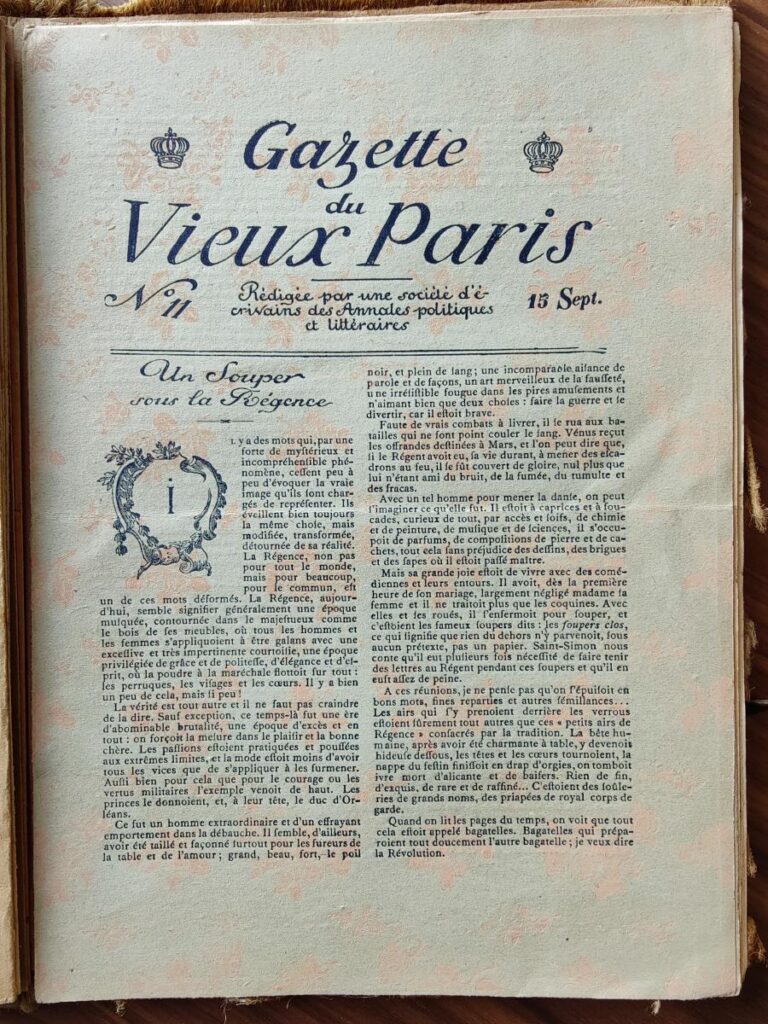 Gazette
du
Vieux Paris
N° 11
Rédigée par une société d'é-
crivains des Annales politiques
et littéraires
15 Sept.
Un Souper
sous la Régence
IL y a des mots qui, par une
ſorte de myſtérieux et
incompréhenſible phé-
nomène, ceſſent peu à
peu d'évoquer la vraie
image qu'ils ſont char-
gés de repréſenter. Ils
éveillent bien toujours
la même choſe, mais
modifiée, transformée,
détournée de sa réalité.
La Régence, non pas
pour tout le monde,
mais pour beaucoup,
pour le commun, eſt
un de ces mots déformés. La Régence, aujour-
d'hui, semble signifier généralement une époque
muſquée, contournée dans le majeſtueux comme
le bois de ſes meubles, où tous les hommes et
les femmes s'appliquoient à être galans avec une
exceſſive et très impertinente courtoiſie, une époque
privilégiée de grâce et de politeſſe, d'élégance et d'eſ-
prit, où la poudre à la maréchale flottoit ſur tout :
les perruques, les viſages et les cœurs. Il y a bien
un peu de cela, mais ſi peu !
La vérité est tout autre et il ne faut pas craindre
de la dire. Sauf exception, ce temps-là fut une ère
d'abominable brutalité, une époque d'excès et en
tout : on forçoit la meſure dans le plaiſir et la bonne
chère. Les paſſions eſtoient pratiquées et pouſſées
aux extrêmes limites, et la mode eſtoit moins d'avoir
tous les vices que de s'appliquer à les ſurmener.
Auſſi bien pour cela que pour le courage ou les
vertus militaires l'exemple venoit de haut. Les
princes le donnoient, et, à leur tête, le duc d'Or-
léans.
Ce fut un homme extraordinaire et d'un effrayant
emportement dans la débauche. Il ſemble, d'ailleurs,
avoir été taillé et façonné ſurtout pour les fureurs de
la table et de l'amour ; grand, beau, fort, le poil
noir, et plein de ſang ; une incomparable aiſance de
parole et de façons, un art merveilleux de la fauſſeté,
une irréſiſtible fougue dans les pires amuſements et
n'aimant bien que deux choſes : faire la guerre et ſe
divertir, car il eſtoit brave.
Faute de vrais combats à livrer, il ſe rua aux ba-
tailles qui ne font point couler le ſang. Vénus reçut
les offrandes deſtinées à Mars, et l'on peut dire que,
ſi le Régent avoit eu, ſa vie durant, à mener des eſca-
drons au feu, il ſe fût couvert de gloire, nul plus que
lui n'étant ami du bruit, de la fumée, du tumulte et
des fracas.
Avec un tel homme pour mener la danſe, on peut
ſ'imaginer ce qu'elle fut. Il eſtoit à caprices et à fou-
cades, curieux de tout, par accès et ſoifs, de chimie
et de peinture, de muſique et de ſciences, il s'occu-
poit de parfums, de compoſitions de pierre et de ca-
chets, tout cela ſans préjudice des deſſins, des brigues
et des ſapes où il eſtoit paſſé maître.
Mais sa grande joie eſtoit de vivre avec des comé-
diennes et leurs entours. Il avoit, dès la première
heure de ſon mariage, largement négligé madame ſa
femme et il ne traitoit plus que les coquines. Avec
elles et ſes roués, il ſ'enfermoit pour ſouper, et
c'eſtoient les fameux ſoupers dits : les ſoupers clos,
ce qui ſignifie que rien du dehors n'y parvenoit, ſous
aucun prétexte, pas un papier. Saint-Simon nous
conte qu'il eut pluſieurs fois néceſſité de faire tenir
des lettres au Régent pendant ces ſoupers et qu'il en
euſt aſſez de peine.
A ces réunions, je ne penſe pas qu'on ſ'épuiſoit en
bons mots, fines reparties et autres ſémillances...
Les airs qui ſ'y prenoient derrière les verrous
eſtoient ſûrement tout autres que ces « petits airs de
Régence » conſacrés par la tradition. La bête hu-
maine, après avoir été charmante à table, y devenoit
hideuſe deſſous, les têtes et les cœurs tournoient, la
nappe du feſtin finiſſoit en drap d'orgies, on tomboit
ivre mort d'alicante et de baiſers. Rien de fin,
d'exquis, de rare et de raffiné... C'eſtoient des ſoûle-
ries de grands noms, des priapées de royal corps de
garde.
Quand on lit les pages du temps, on voit que tout
cela eſtoit appelé bagatelles. Bagatelles qui prépa-
roient tout doucement l'autre bagatelle ; je veux dire
la Révolution.